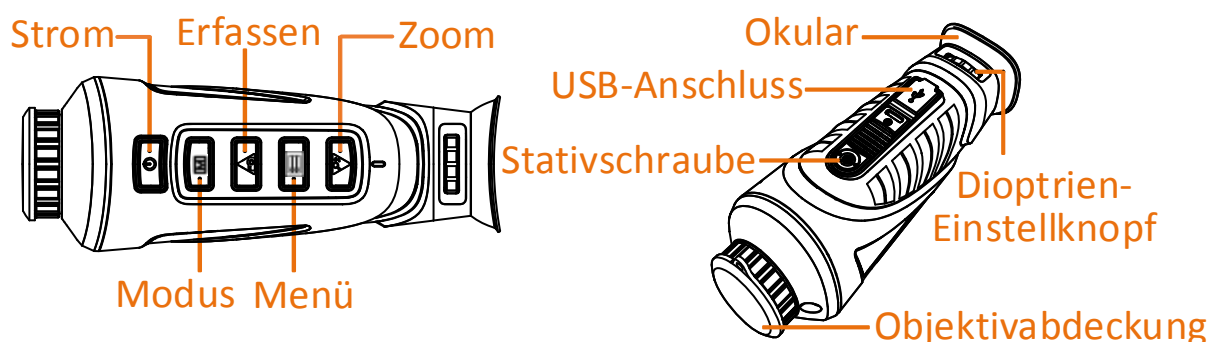 Strom
Erfassen
Zoom
Modus
Menü
M
Okular
USB-Anschluss
Stativschraube
Dioptrien-
Einstellknopf
Objektivabdeckung